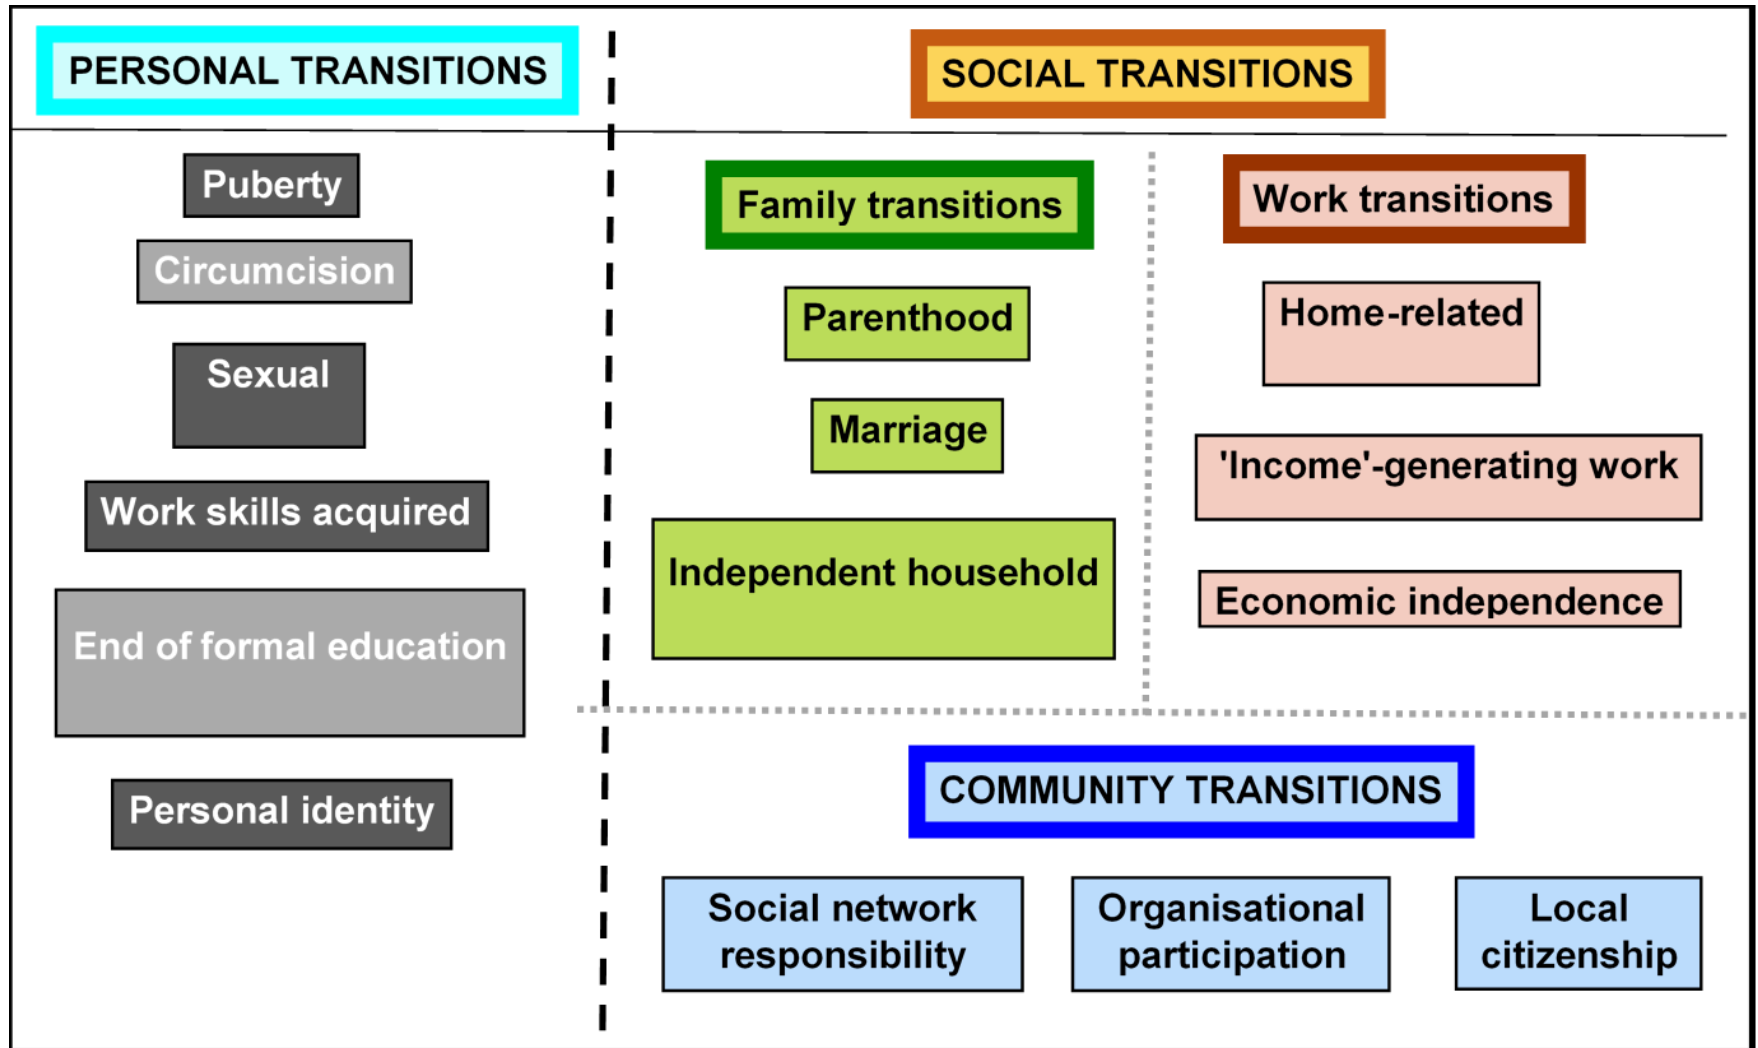 PERSONAL TRANSITIONS
SOCIAL TRANSITIONS
Puberty
Circumcision
Sexual
Work skills acquired
End of formal education
Personal identity
Family transitions
Parenthood
Marriage
Independent household
Work transitions
Home-related
'Income'-generating work
Economic independence
COMMUNITY TRANSITIONS
Social network
responsibility
Organisational
participation
Local
citizenship